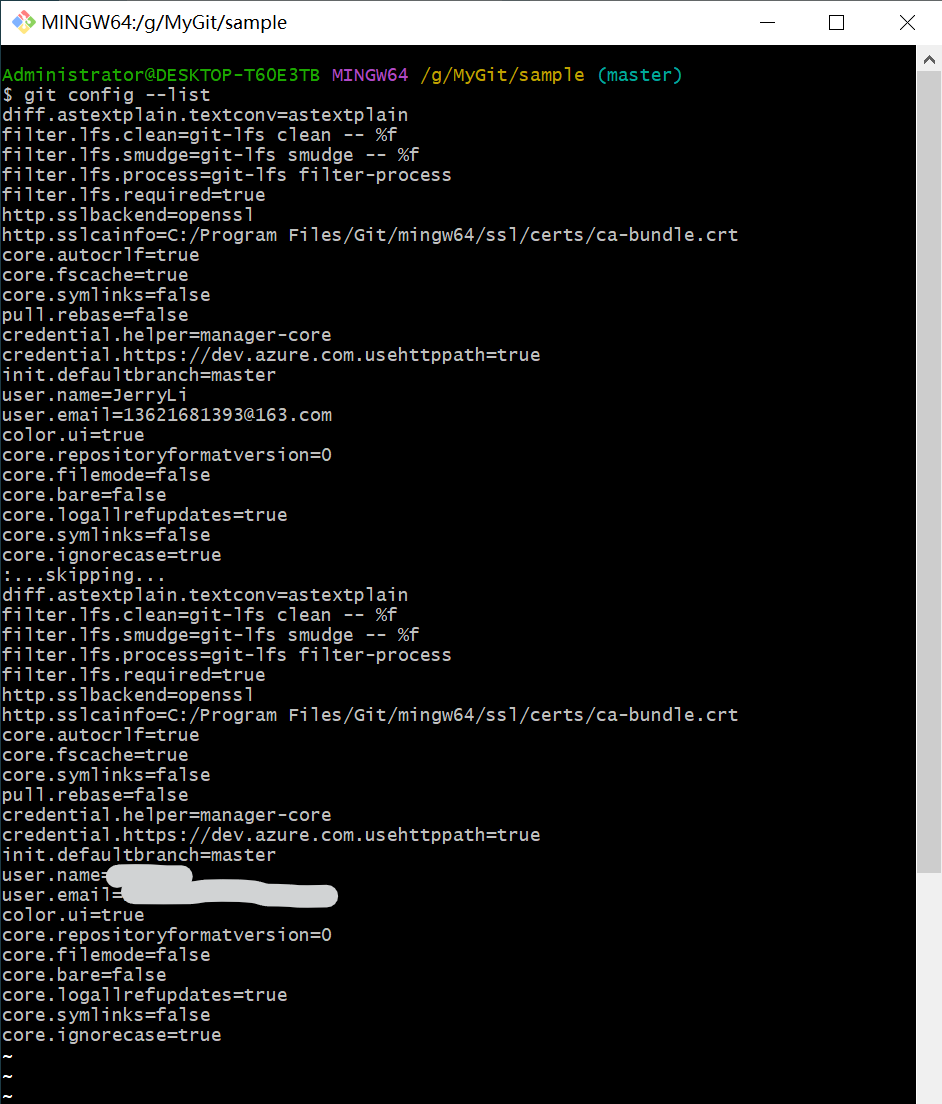 MINGW64:/g/MyGit/sample
Administrator@DESKTOP-T6OE3TB MINGW64 /g/MyGit/sample (master)
$ git config --list
diff.astextplain.textconv=astextplain
filter.lfs.clean=git-lfs clean -- %f
filter.lfs.smudge=git-lfs smudge -- %f
filter.lfs.process=git-lfs filter-process
filter.lfs.required=true
http.sslbackend=openssl
http.sslcainfo=C:/Program Files/Git/mingw64/ssl/certs/ca-bundle.crt
core.autocrlf=true
core.fscache=true
core.symlinks=false
pull.rebase=false
credential.helper=manager-core
credential.https://dev.azure.com.usehttppath=true
init.defaultbranch=master
user.name=JerryLi
user.email=13621681393@163.com
color.ui=true
core.repositoryformatversion=0
core.filemode=false
core.bare=false
core.logallrefupdates=true
core.symlinks=false
core.ignorecase=true
:...skipping...
diff.astextplain.textconv=astextplain
filter.lfs.clean=git-lfs clean -- %f
filter.lfs.smudge=git-lfs smudge -- %f
filter.lfs.process=git-lfs filter-process
filter.lfs.required=true
http.sslbackend=openssl
http.sslcainfo=C:/Program Files/Git/mingw64/ssl/certs/ca-bundle.crt
core.autocrlf=true
core.fscache=true
core.symlinks=false
pull.rebase=false
credential.helper=manager-core
credential.https://dev.azure.com.usehttppath=true
init.defaultbranch=master
user.name=
user.email=
color.ui=true
core.repositoryformatversion=0
core.filemode=false
core.bare=false
core.logallrefupdates=true
core.symlinks=false
core.ignorecase=true
~
~
~